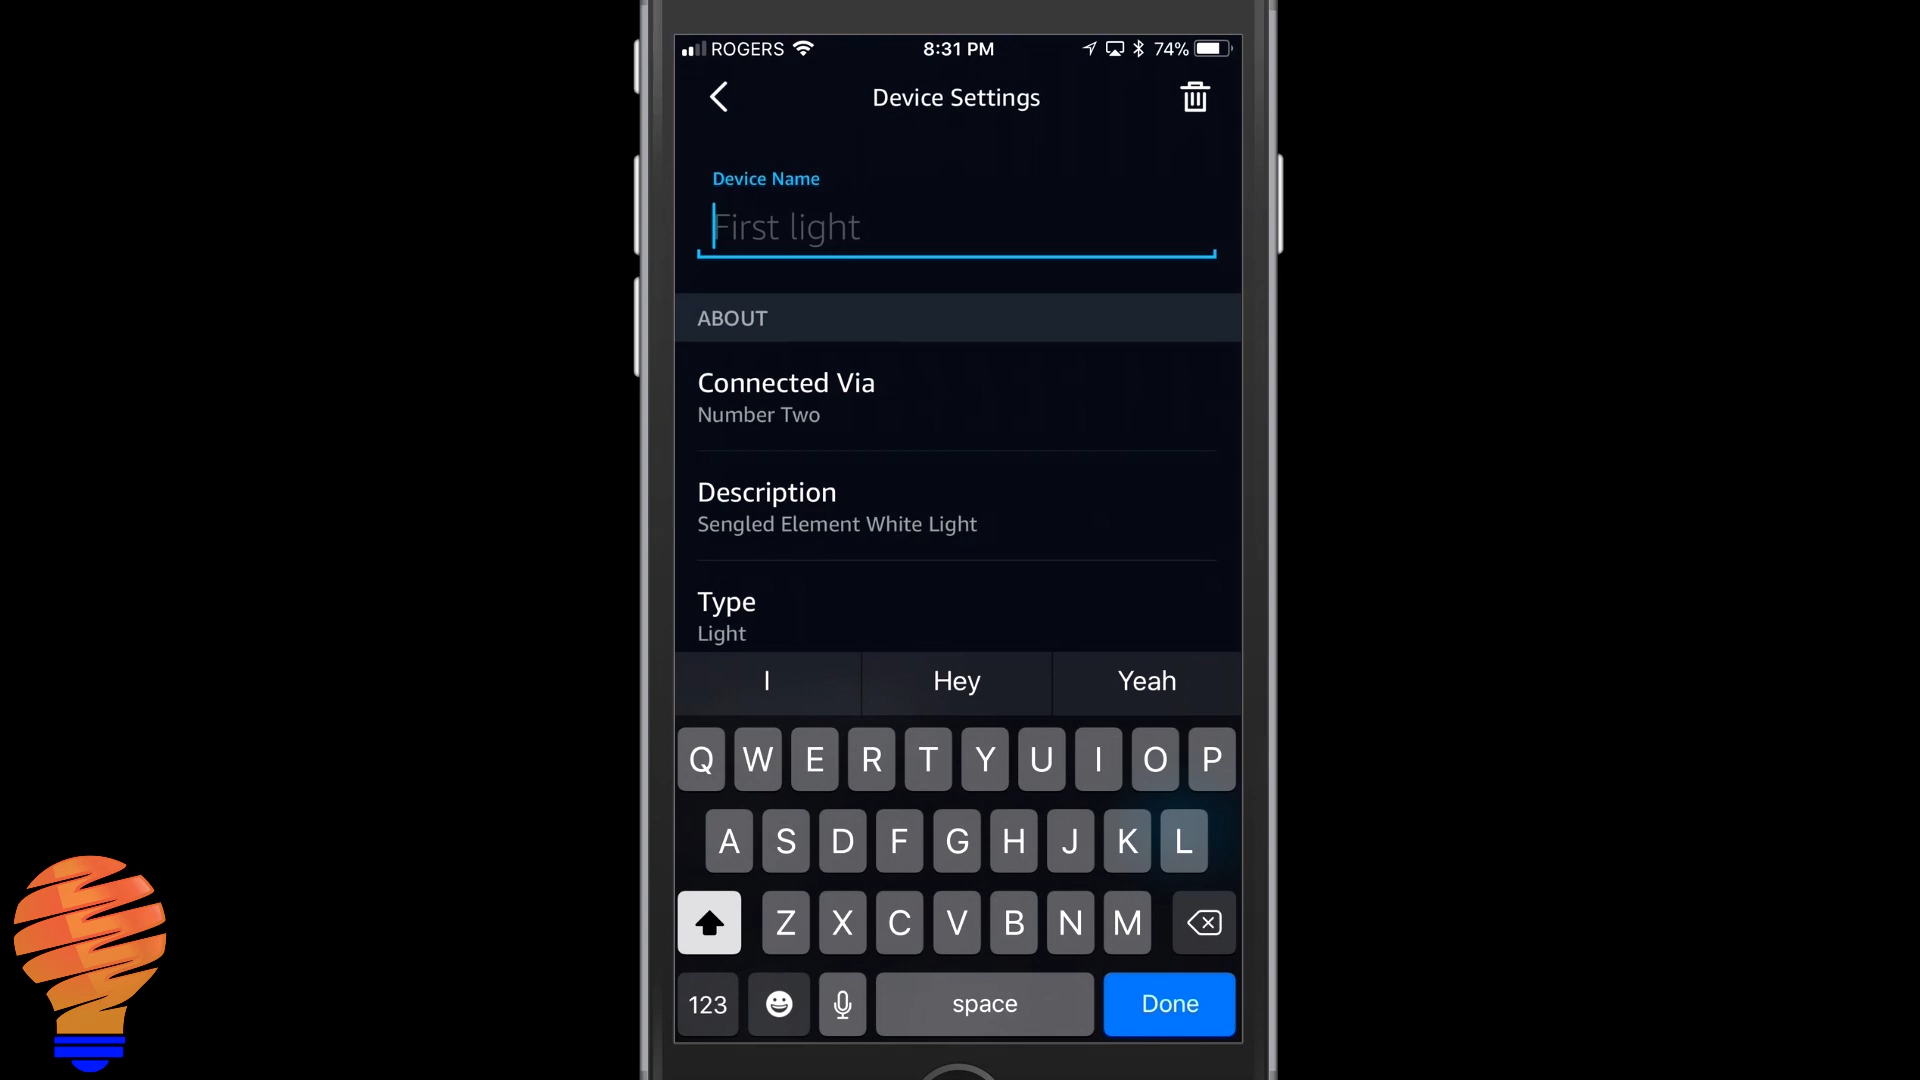 ROGERS 8:31 PM 74%
Device Settings
Device Name
First light
ABOUT
Connected Via
Number Two
Description
Sengled Element White Light
Type
Light
I Hey Yeah
Q W E R T Y U I O P
A S D F G H J K L
Z X C V B N M
123 space Done